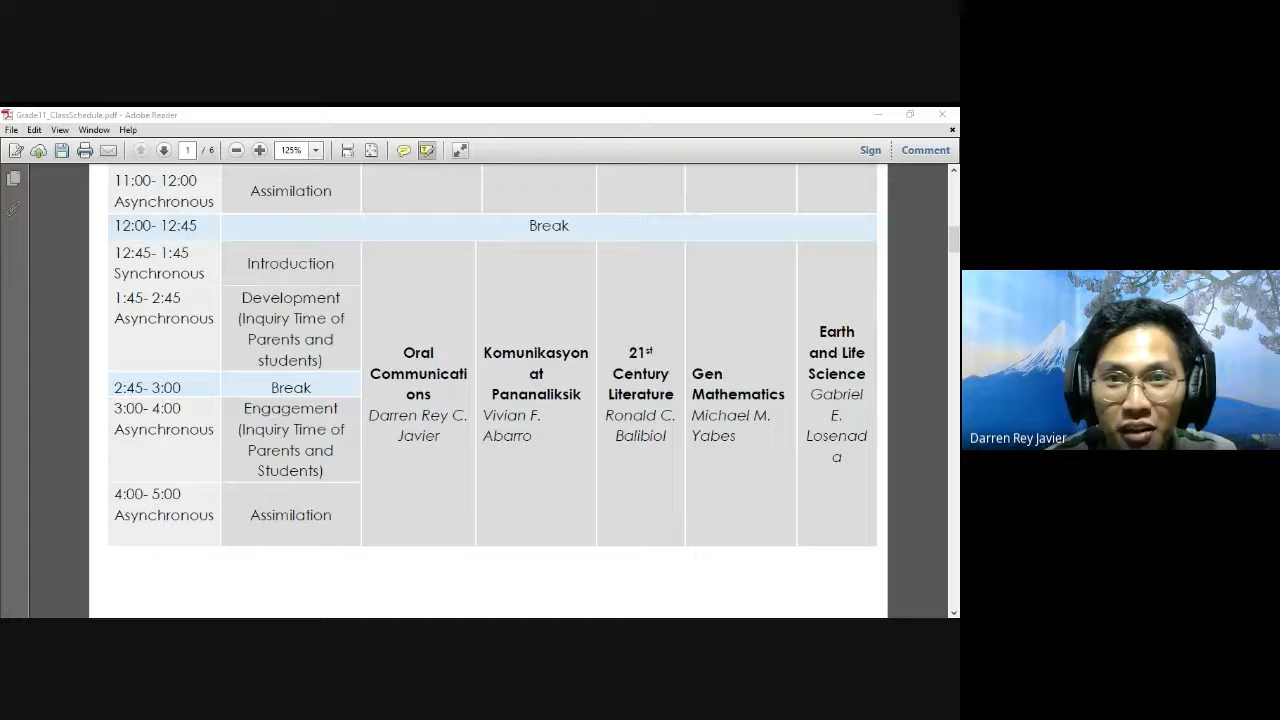 Grade11_ClassSchedule.pdf - Adobe Reader
File Edit View Window Help
1 / 6 125% Sign Comment
11:00- 12:00
Asynchronous
Assimilation
12:00- 12:45
Break
12:45- 1:45
Synchronous
Introduction
1:45- 2:45
Asynchronous
Development
(Inquiry Time of
Parents and
students)
2:45- 3:00
Break
3:00- 4:00
Asynchronous
Engagement
(Inquiry Time of
Parents and
Students)
4:00- 5:00
Asynchronous
Assimilation
Oral
Communicati
ons
Darren Rey C.
Javier
Komunikasyon
at
Pananaliksik
Vivian F.
Abarro
21st
Century
Literature
Ronald C.
Balibiol
Gen
Mathematics
Michael M.
Yabes
Earth
and Life
Science
Gabriel
E.
Losenad
a
Darren Rey Javier